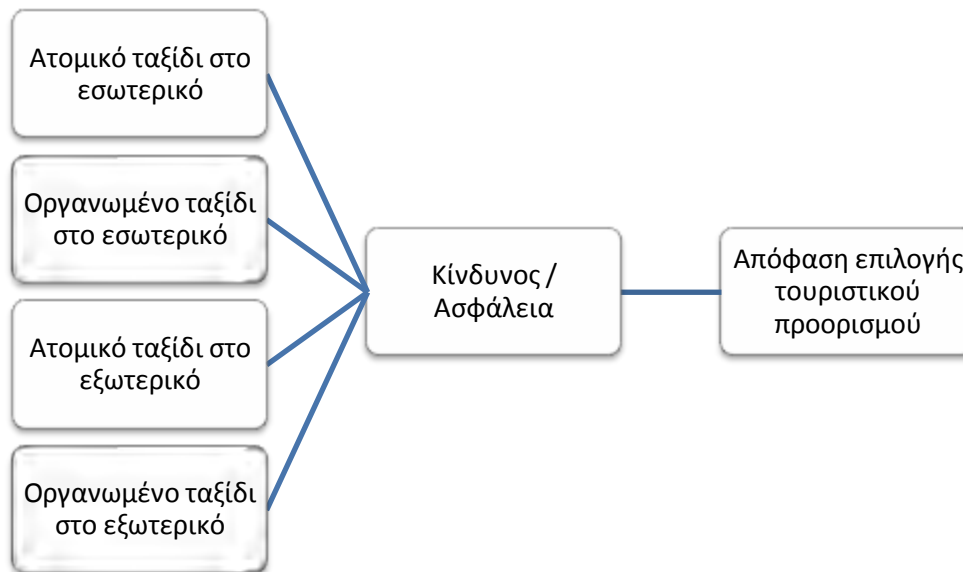 Ατομικό ταξίδι στο
εσωτερικό
Οργανωμένο ταξίδι
στο εσωτερικό
Ατομικό ταξίδι στο
εξωτερικό
Οργανωμένο ταξίδι
στο εξωτερικό
Κίνδυνος /
Ασφάλεια
Απόφαση επιλογής
τουριστικού
προορισμού